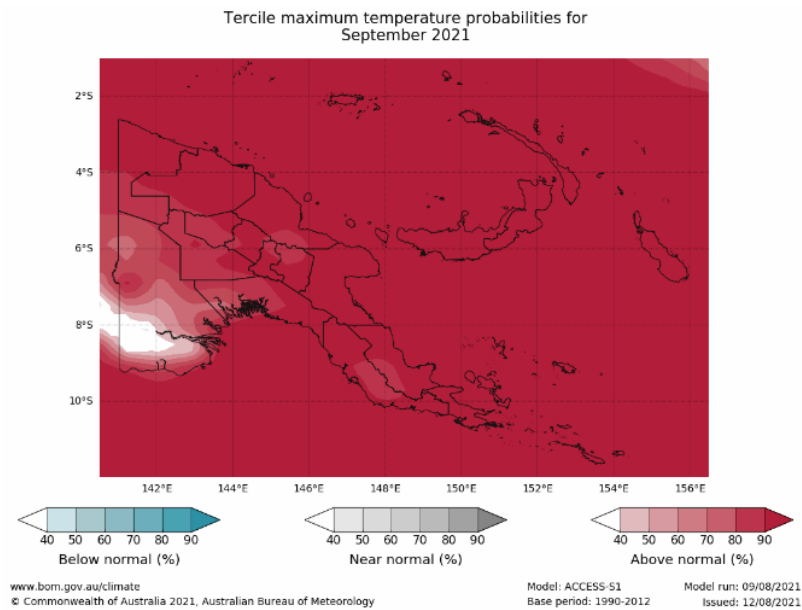 Tercile maximum temperature probabilities for
September 2021
2°S
4°S
6°S
8°S
10°S
142°E 144°E 146°E 148°E 150°E 152°E 154°E 156°E
40 50 60 70 80 90 40 50 60 70 80 90 40 50 60 70 80 90
Below normal (%) Near normal (%) Above normal (%)
www.bom.gov.au/climate Model: ACCESS-S1 Model run: 09/08/2021
© Commonwealth of Australia 2021, Australian Bureau of Meteorology Base period: 1990-2012 Issued: 12/08/2021